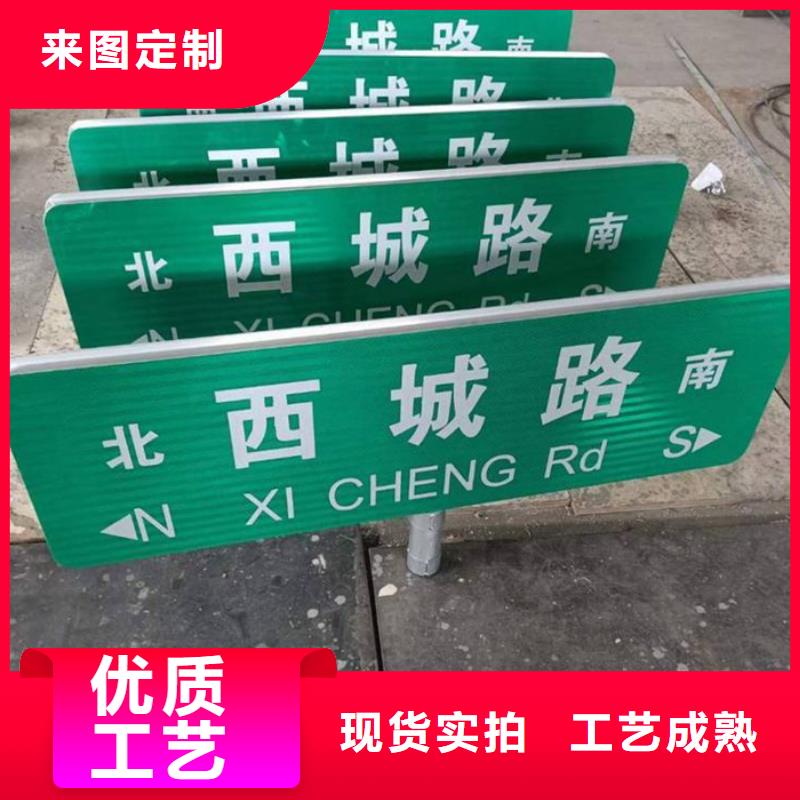 来图定制
城路南
西城路北
北西城路南
北西城路南
N XI CHENG Rd S
北西城路南
N XI CHENG Rd S
优质
工艺
现货实拍 工艺成熟